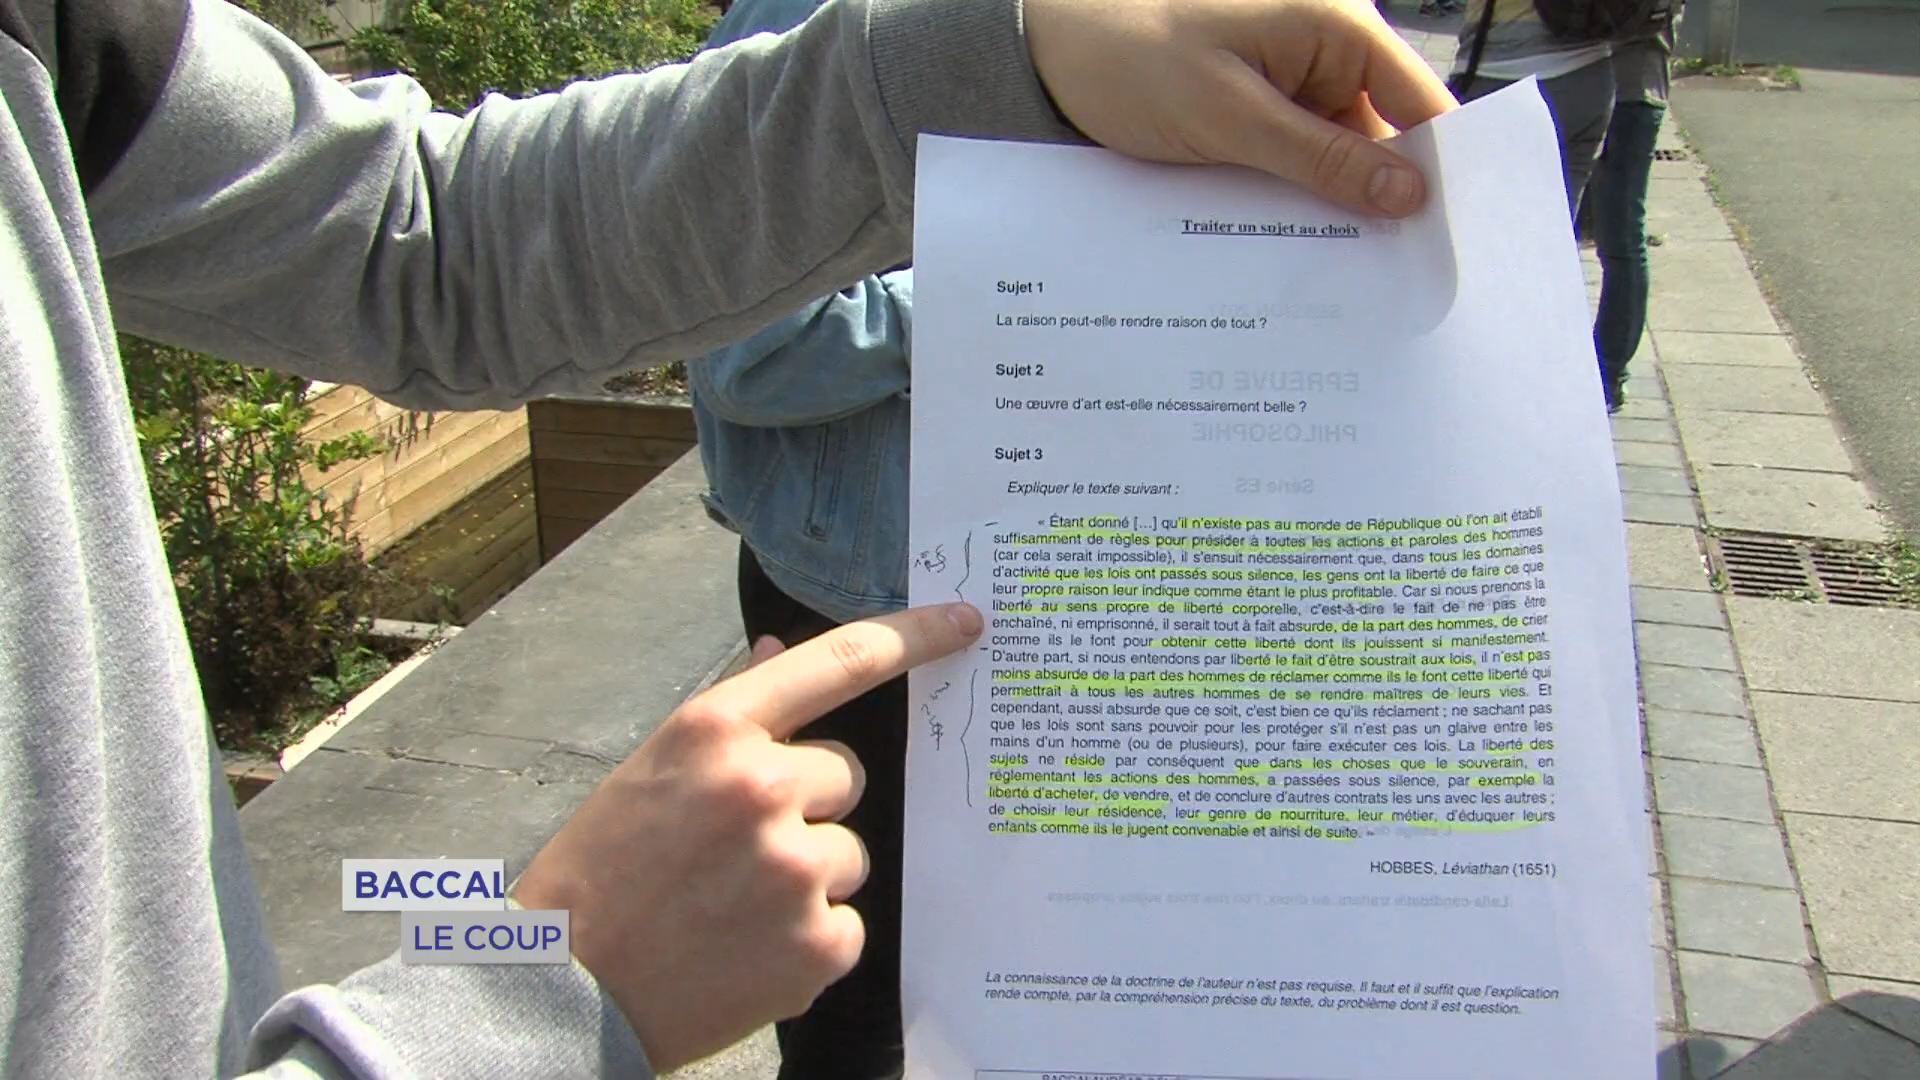 Traiter un sujet au choix
Sujet 1
La raison peut-elle rendre raison de tout ?
Sujet 2
Une œuvre d'art est-elle nécessairement belle ?
Sujet 3
Expliquer le texte suivant :
« Étant donné [...] qu'il n'existe pas au monde de République où l'on ait établi
suffisamment de règles pour présider à toutes les actions et paroles des hommes
(car cela serait impossible), il s'ensuit nécessairement que, dans tous les domaines
d'activité que les lois ont passés sous silence, les gens ont la liberté de faire ce que
leur propre raison leur indique comme étant le plus profitable. Car si nous prenons la
liberté au sens propre de liberté corporelle, c'est-à-dire le fait de ne pas être
enchaîné, ni emprisonné, il serait tout à fait absurde, de la part des hommes, de crier
comme ils le font pour obtenir cette liberté dont ils jouissent si manifestement.
D'autre part, si nous entendons par liberté le fait d'être soustrait aux lois, il n'est pas
moins absurde de la part des hommes de réclamer comme ils le font cette liberté qui
permettrait à tous les autres hommes de se rendre maîtres de leurs vies. Et
cependant, aussi absurde que ce soit, c'est bien ce qu'ils réclament ; ne sachant pas
que les lois sont sans pouvoir pour les protéger s'il n'est pas un glaive entre les
mains d'un homme (ou de plusieurs), pour faire exécuter ces lois. La liberté des
sujets ne réside par conséquent que dans les choses que le souverain, en
réglementant les actions des hommes, a passées sous silence, par exemple la
liberté d'acheter, de vendre, et de conclure d'autres contrats les uns avec les autres ;
de choisir leur résidence, leur genre de nourriture, leur métier, d'éduquer leurs
enfants comme ils le jugent convenable et ainsi de suite. »
HOBBES, Léviathan (1651)
La connaissance de la doctrine de l'auteur n'est pas requise. Il faut et il suffit que l'explication
rende compte, par la compréhension précise du texte, du problème dont il est question.
BACCAL
LE COUP